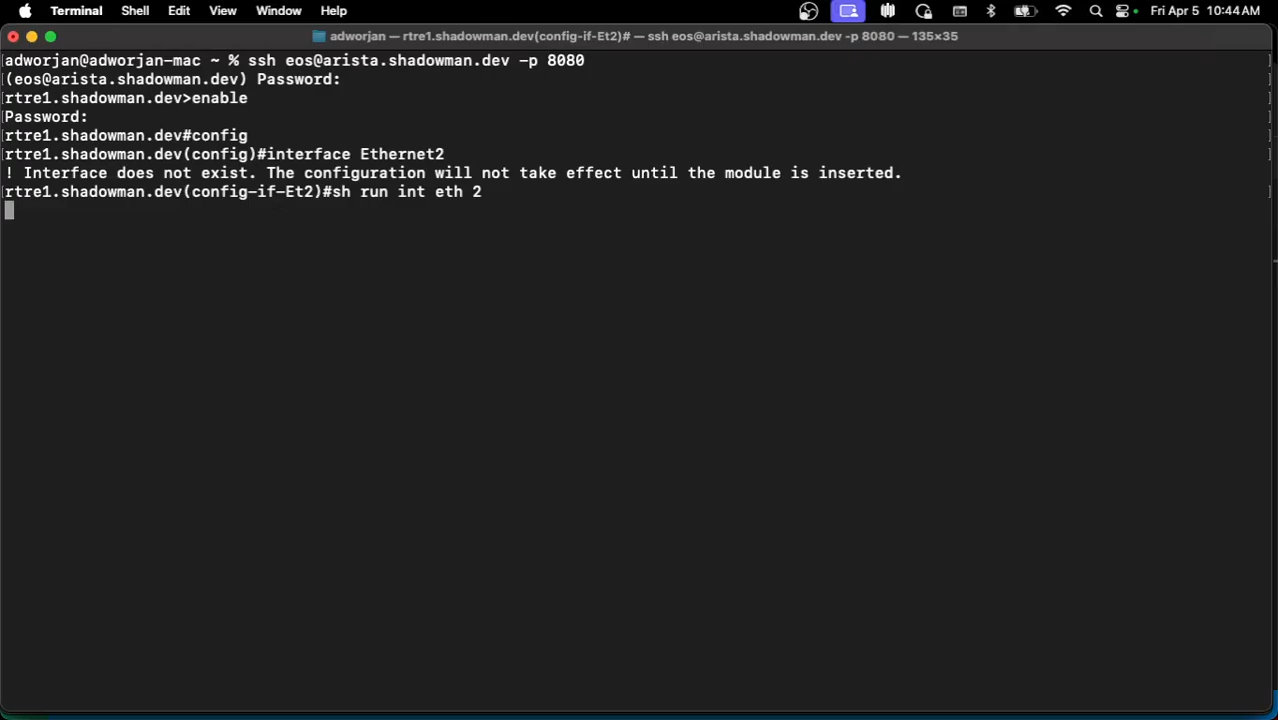 Terminal Shell Edit View Window Help Fri Apr 5 10:44 AM
adworjan — rtre1.shadowman.dev(config-if-Et2)# — ssh eos@arista.shadowman.dev -p 8080 — 135×35
[adworjan@adworjan-mac ~ % ssh eos@arista.shadowman.dev -p 8080 ]
[(eos@arista.shadowman.dev) Password: ]
[rtre1.shadowman.dev>enable ]
[Password: ]
[rtre1.shadowman.dev#config ]
[rtre1.shadowman.dev(config)#interface Ethernet2 ]
! Interface does not exist. The configuration will not take effect until the module is inserted.
[rtre1.shadowman.dev(config-if-Et2)#sh run int eth 2 ]